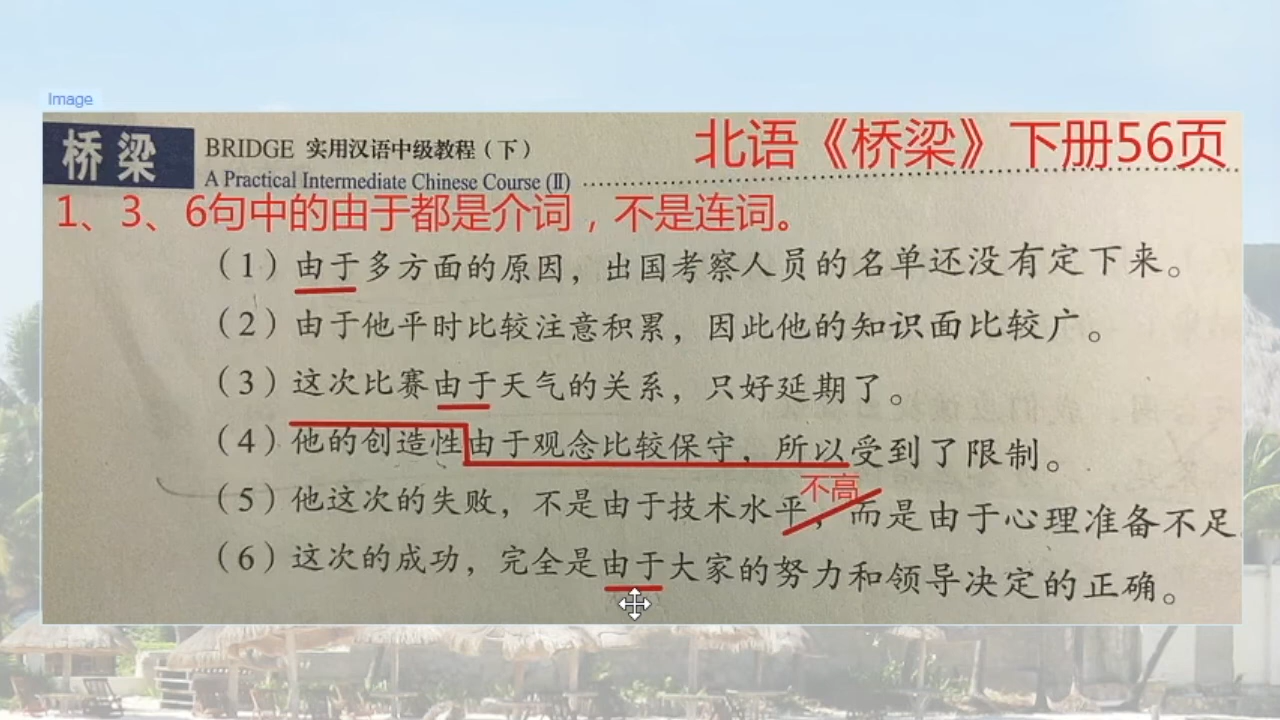 Image
桥梁 BRIDGE 实用汉语中级教程（下） 北语《桥梁》下册56页
A Practical Intermediate Chinese Course (Ⅱ)
1、3、6句中的由于都是介词，不是连词。
（1）由于多方面的原因，出国考察人员的名单还没有定下来。
（2）由于他平时比较注意积累，因此他的知识面比较广。
（3）这次比赛由于天气的关系，只好延期了。
（4）他的创造性由于观念比较保守，所以受到了限制。
不高
（5）他这次的失败，不是由于技术水平，而是由于心理准备不足
（6）这次的成功，完全是由于大家的努力和领导决定的正确。